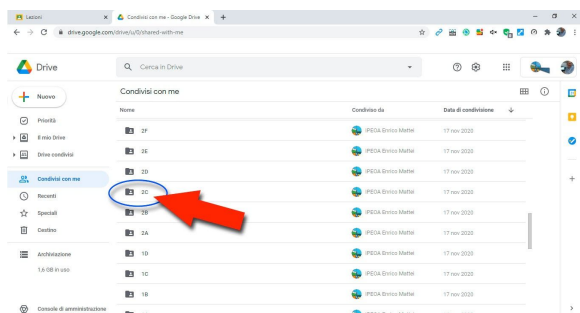 Lezioni
Condivisi con me - Google Drive
drive.google.com/drive/u/0/shared-with-me
Drive
Cerca in Drive
Nuovo
Condivisi con me
Nome Condiviso da Data di condivisione
Priorità
Il mio Drive
Drive condivisi
Condivisi con me
Recenti
Speciali
Cestino
Archiviazione
1,6 GB in uso
Console di amministrazione
2F IPEOA Enrico Mattei 17 nov 2020
2E IPEOA Enrico Mattei 17 nov 2020
2D IPEOA Enrico Mattei 17 nov 2020
2C IPEOA Enrico Mattei 17 nov 2020
2B IPEOA Enrico Mattei 17 nov 2020
2A IPEOA Enrico Mattei 17 nov 2020
1D IPEOA Enrico Mattei 17 nov 2020
1C IPEOA Enrico Mattei 17 nov 2020
1B IPEOA Enrico Mattei 17 nov 2020